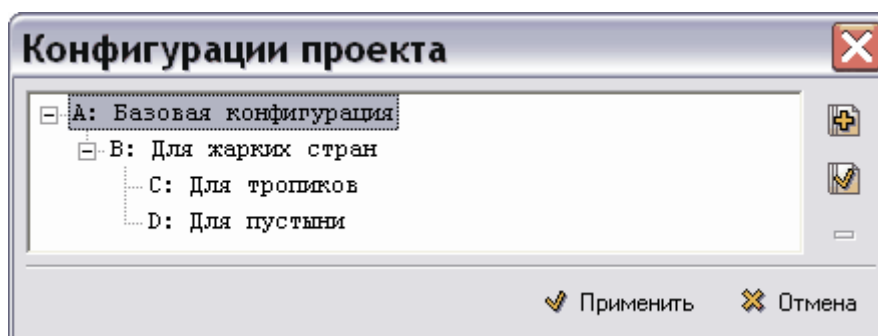 Конфигурации проекта
A: Базовая конфигурация
B: Для жарких стран
C: Для тропиков
D: Для пустыни
Применить Отмена